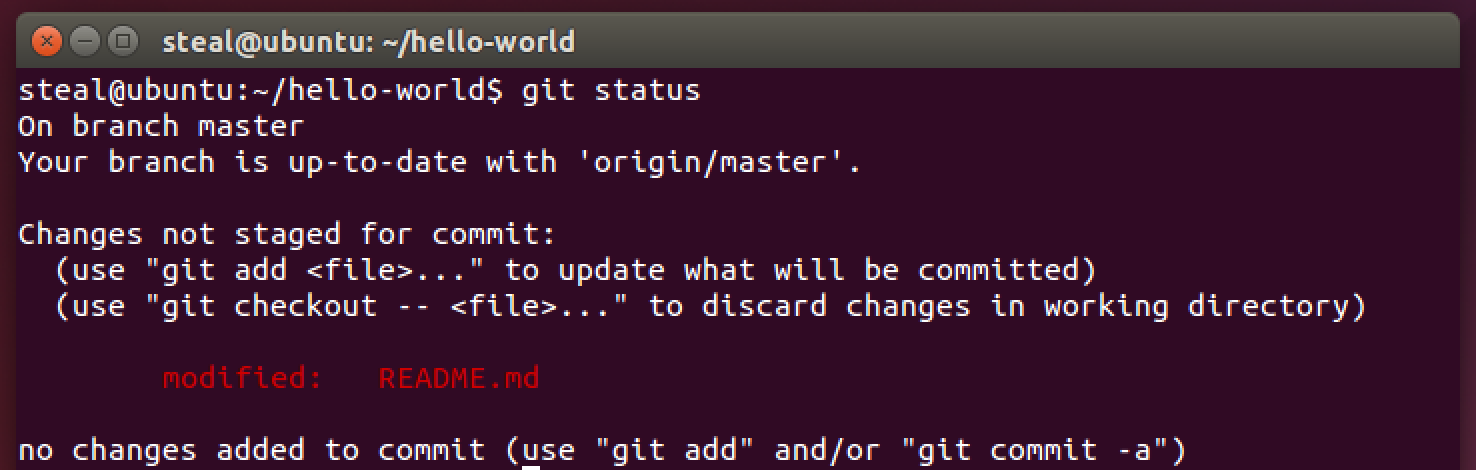 steal@ubuntu: ~/hello-world
steal@ubuntu:~/hello-world$ git status
On branch master
Your branch is up-to-date with 'origin/master'.
Changes not staged for commit:
  (use "git add <file>..." to update what will be committed)
  (use "git checkout -- <file>..." to discard changes in working directory)
        modified:   README.md
no changes added to commit (use "git add" and/or "git commit -a")